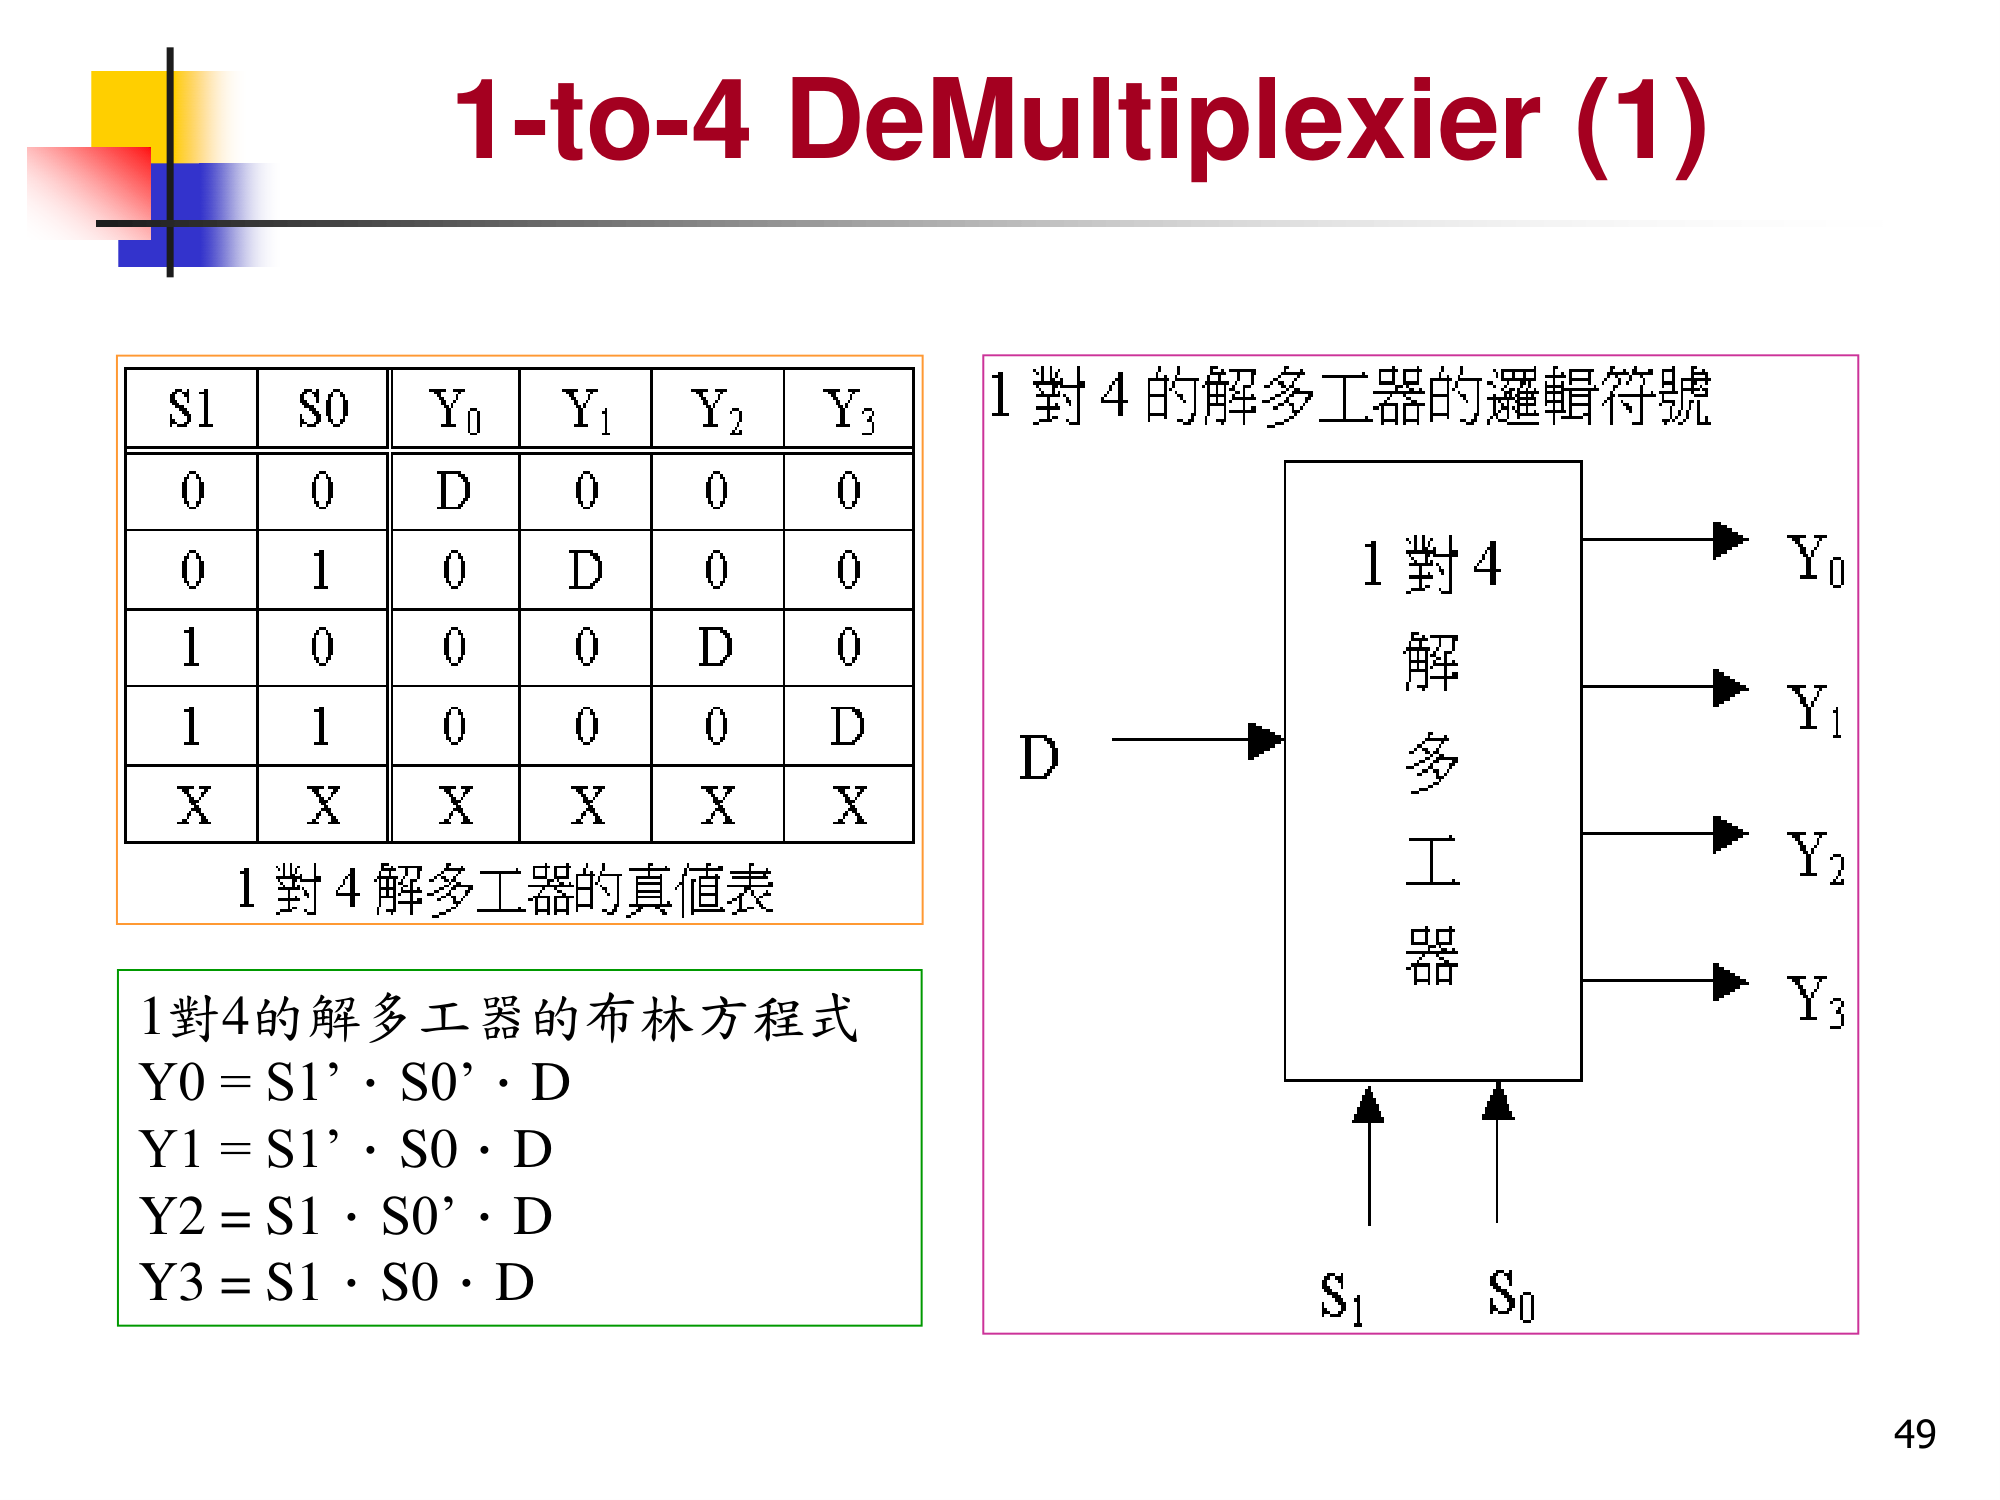 1-to-4 DeMultiplexier (1)
S1 S0 Y0 Y1 Y2 Y3
0 0 D 0 0 0
0 1 0 D 0 0
1 0 0 0 D 0
1 1 0 0 0 D
X X X X X X
1 對 4 解多工器的真值表
1對4的解多工器的布林方程式
Y0 = S1’ · S0’ · D
Y1 = S1’ · S0 · D
Y2 = S1 · S0’ · D
Y3 = S1 · S0 · D
1 對 4 的解多工器的邏輯符號
1 對 4
解
多
工
器
D
Y0
Y1
Y2
Y3
S1 S0
49